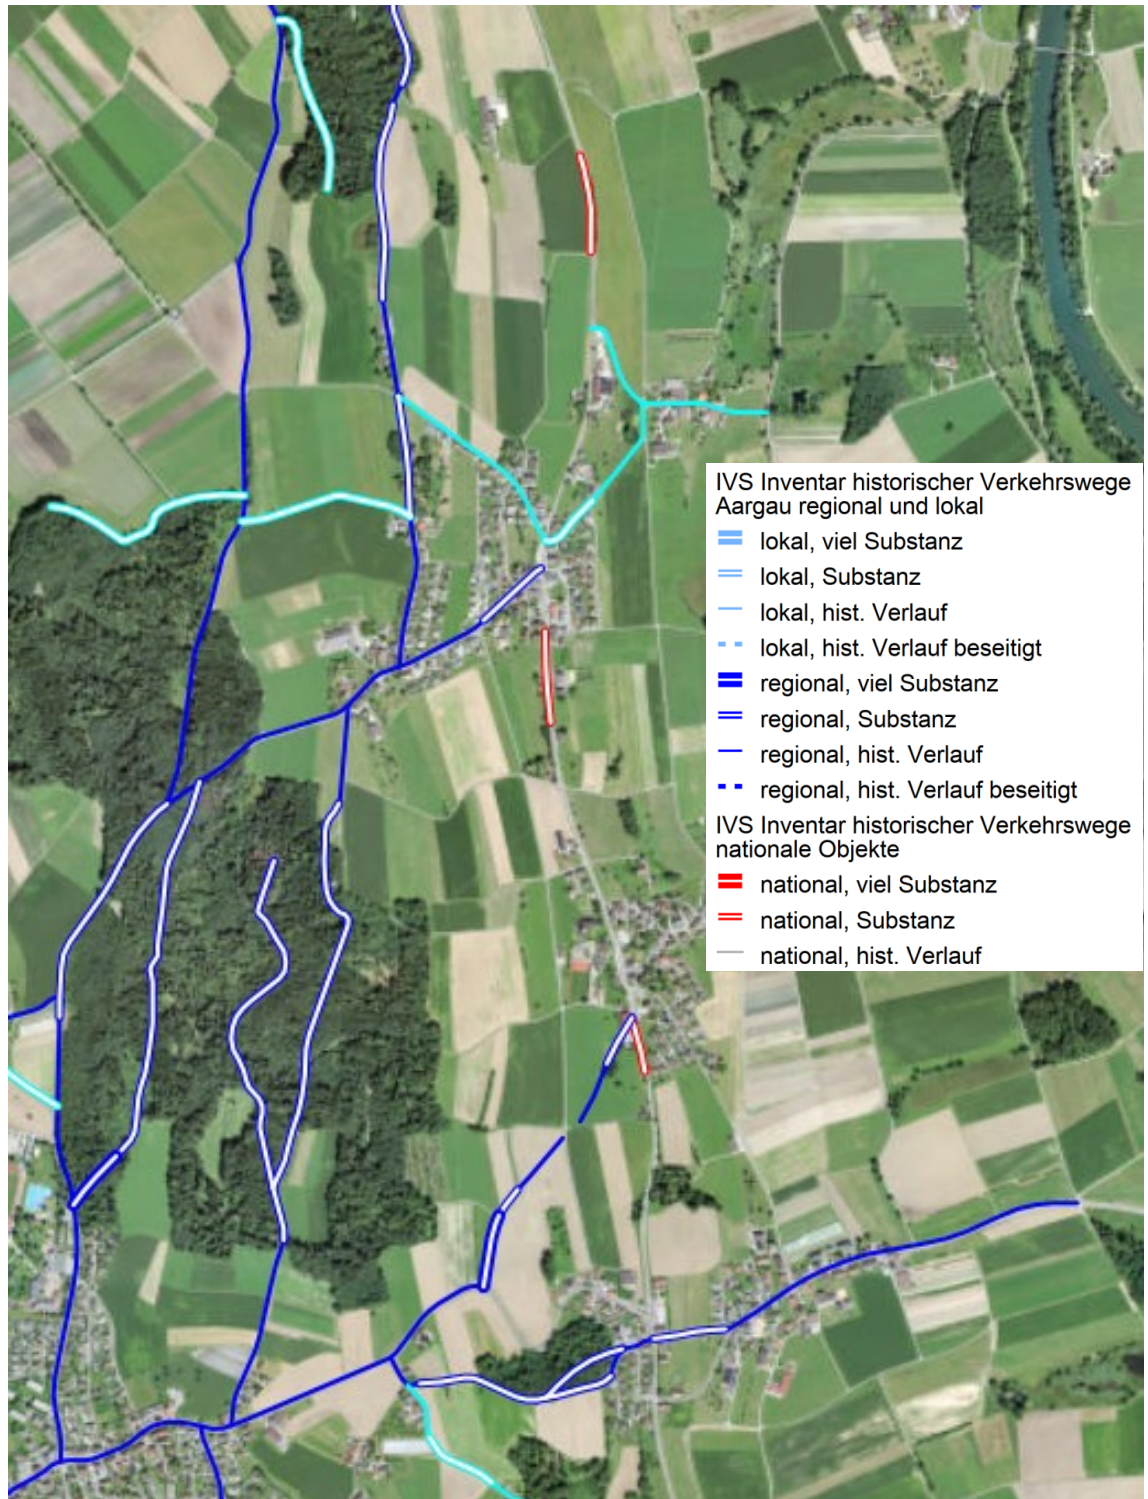 IVS Inventar historischer Verkehrswege
Aargau regional und lokal
lokal, viel Substanz
lokal, Substanz
lokal, hist. Verlauf
lokal, hist. Verlauf beseitigt
regional, viel Substanz
regional, Substanz
regional, hist. Verlauf
regional, hist. Verlauf beseitigt
IVS Inventar historischer Verkehrswege
nationale Objekte
national, viel Substanz
national, Substanz
national, hist. Verlauf